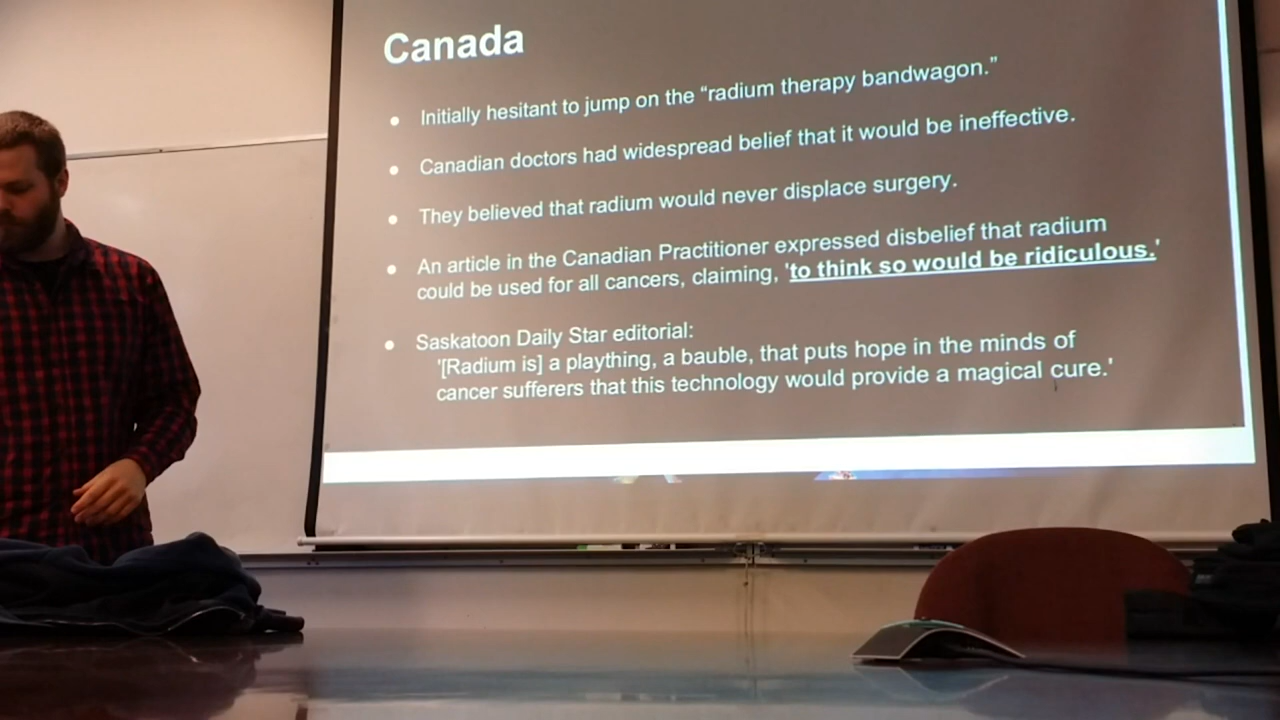 Canada
● Initially hesitant to jump on the “radium therapy bandwagon.”
● Canadian doctors had widespread belief that it would be ineffective.
● They believed that radium would never displace surgery.
● An article in the Canadian Practitioner expressed disbelief that radium
could be used for all cancers, claiming, 'to think so would be ridiculous.'
● Saskatoon Daily Star editorial:
'[Radium is] a plaything, a bauble, that puts hope in the minds of
cancer sufferers that this technology would provide a magical cure.'